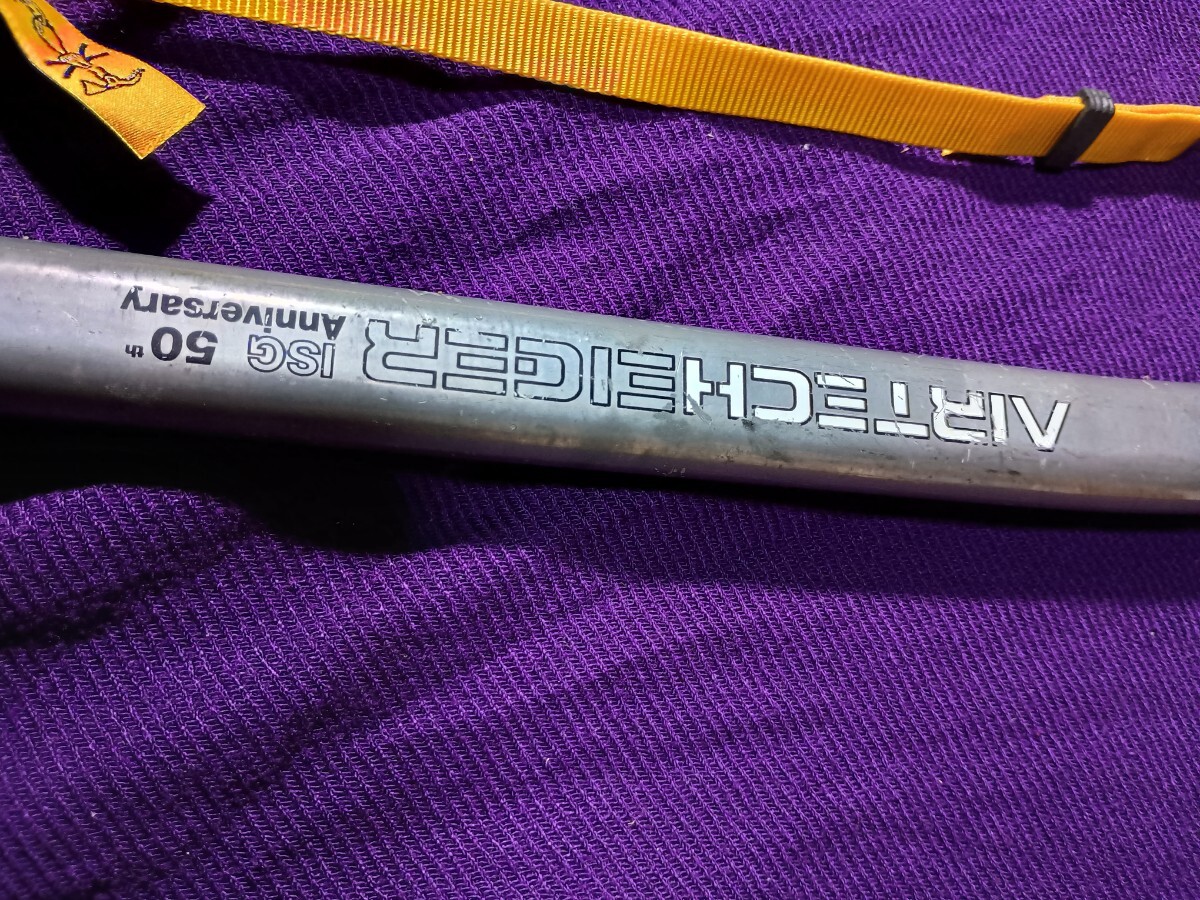 AIRTECH EIGER
ISG 50th
Anniversary